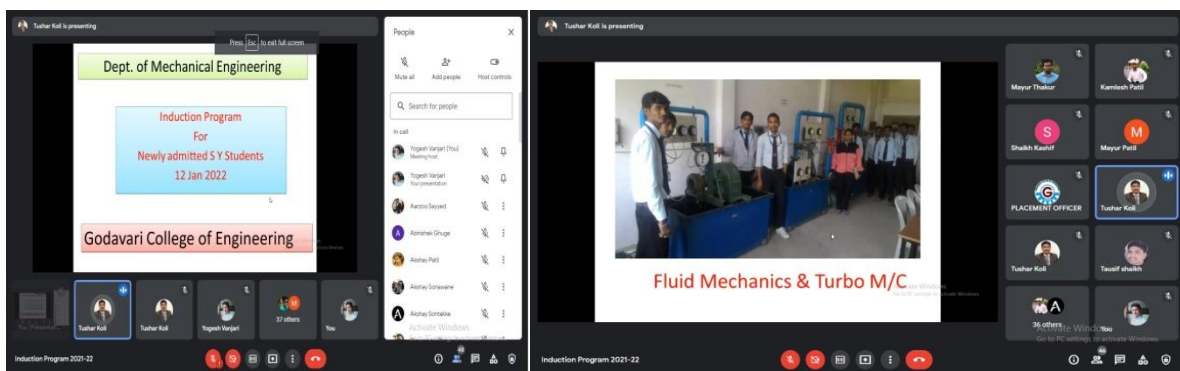 Tushar Koli is presenting
Press Esc to exit full screen
Dept. of Mechanical Engineering
Induction Program
For
Newly admitted S Y Students
12 Jan 2022
Godavari College of Engineering
Tushar Koli
Tushar Koli
Yogesh Vanjari
37 others
You
Induction Program 2021-22
People
X
Mute all
Add people
Host controls
Search for people
In call
Yogesh Vanjari (You)
Meeting host
Yogesh Vanjari
Your presentation
Aarzoo Sayyed
A
Abhishek Ghuge
Akshay Patil
Akshay Sonawane
A
Akshay Sontakke
Activate Windows
Tushar Koli is presenting
Fluid Mechanics & Turbo M/C
Mayur Thakur
Kamlesh Patil
S
Shaikh Kashif
M
Mayur Patil
PLACEMENT OFFICER
Tushar Koli
Tushar Koli
Tausif shaikh
A
36 others
You
Activate Windows
Go to PC settings to activate Windows.
Induction Program 2021-22